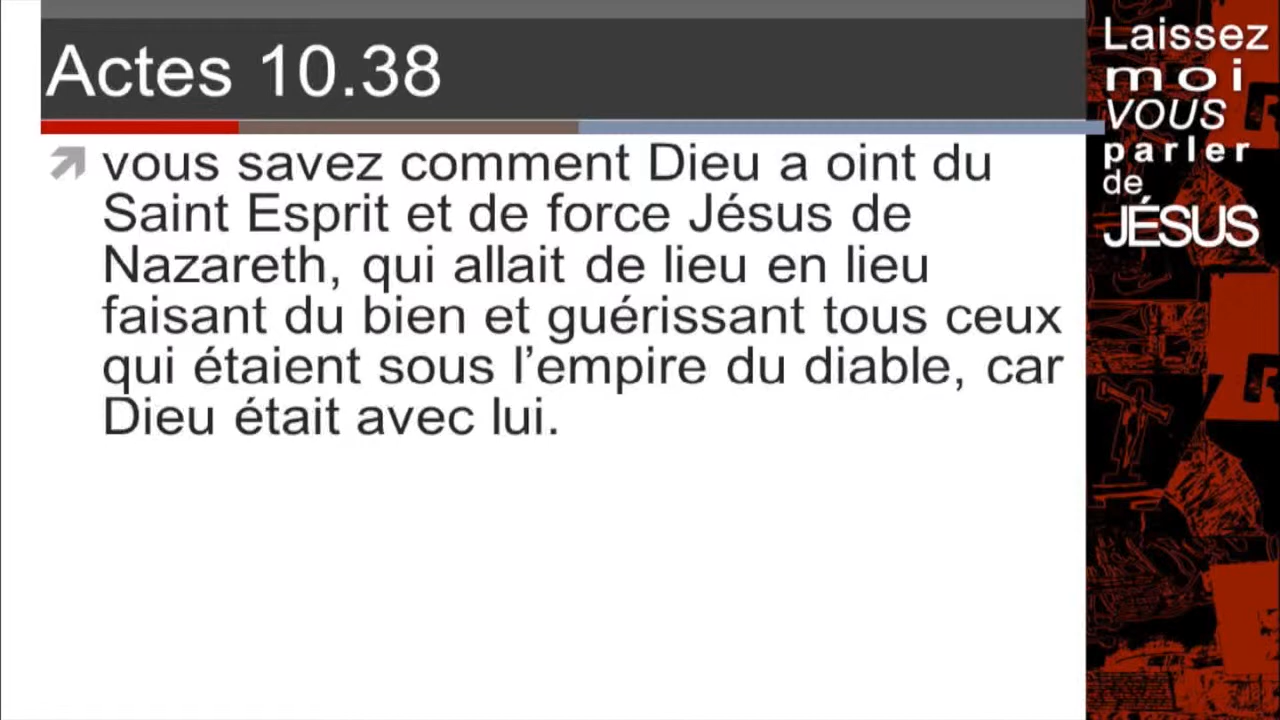 Actes 10.38
vous savez comment Dieu a oint du
Saint Esprit et de force Jésus de
Nazareth, qui allait de lieu en lieu
faisant du bien et guérissant tous ceux
qui étaient sous l’empire du diable, car
Dieu était avec lui.
Laissez
moi
VOUS
parler
de
JÉSUS